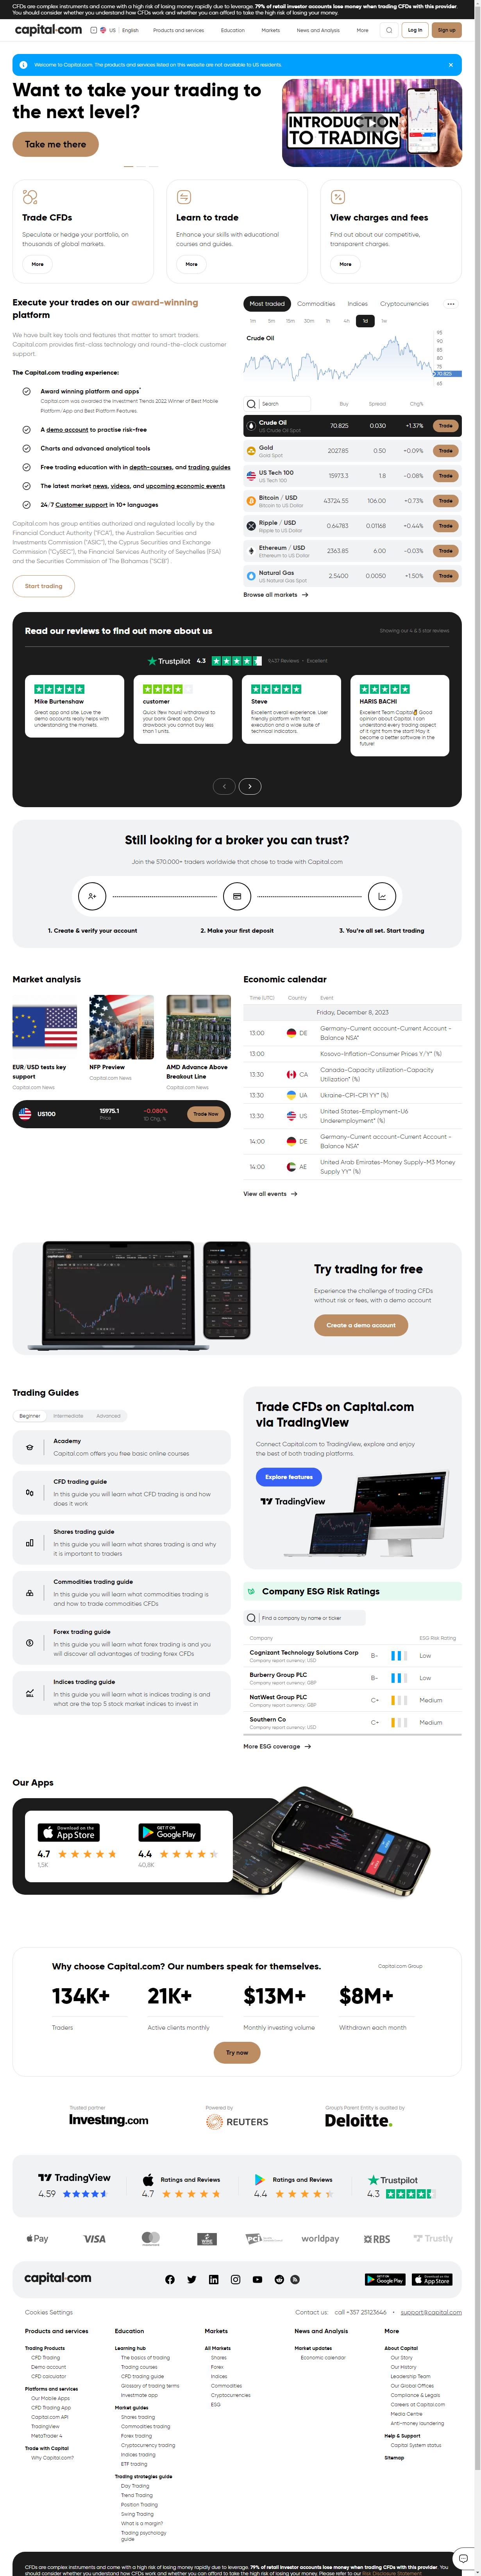 CFDs are complex instruments and come with a high risk of losing money rapidly due to leverage. 79% of retail investor accounts lose money when trading CFDs with this provider.
You should consider whether you understand how CFDs work and whether you can afford to take the high risk of losing your money.
capital.com
US | English
Products and services
Education
Markets
News and Analysis
More
Log In
Sign up
Welcome to Capital.com. The products and services listed on this website are not available to US residents.
Want to take your trading to
the next level?
Take me there
INTRODUCTION
TO TRADING
Trade CFDs
Speculate or hedge your portfolio, on
thousands of global markets.
More
Learn to trade
Enhance your skills with educational
courses and guides.
More
View charges and fees
Find out about our competitive,
transparent charges.
More
Execute your trades on our award-winning
platform
We have built key tools and features that matter to smart traders.
Capital.com provides first-class technology and round-the-clock customer
support.
The Capital.com trading experience:
Award winning platform and apps*
Capital.com was awarded the Investment Trends 2022 Winner of Best Mobile
Platform/App and Best Platform Features.
A demo account to practise risk-free
Charts and advanced analytical tools
Free trading education with in depth-courses, and trading guides
The latest market news, videos, and upcoming economic events
24/7 Customer support in 10+ languages
Capital.com has group entities authorized and regulated locally by the
Financial Conduct Authority ("FCA"), the Australian Securities and
Investments Commission ("ASIC"), the Cyprus Securities and Exchange
Commission ("CySEC"), the Financial Services Authority of Seychelles (FSA)
and the Securities Commission of The Bahamas ("SCB").
Start trading
Most traded
Commodities
Indices
Cryptocurrencies
1m
5m
15m
30m
1h
4h
1d
1w
Crude Oil
95
90
85
80
75
70.825
65
Search
Buy
Spread
Chg%
Crude Oil
US Crude Oil Spot
70.825
0.030
+1.37%
Trade
Gold
Gold Spot
2027.85
0.50
+0.09%
Trade
US Tech 100
US Tech 100
15973.3
1.8
-0.08%
Trade
Bitcoin / USD
Bitcoin to US Dollar
43724.55
106.00
+0.73%
Trade
Ripple / USD
Ripple to US Dollar
0.64783
0.01168
+0.44%
Trade
Ethereum / USD
Ethereum to US Dollar
2363.85
6.00
-0.03%
Trade
Natural Gas
US Natural Gas Spot
2.5400
0.0050
+1.50%
Trade
Browse all markets
Read our reviews to find out more about us
Showing our 4 & 5 star reviews
Trustpilot
4.3
9,437 Reviews • Excellent
Mike Burtenshaw
Great app and site. Love the
demo accounts really helps with
understanding the markets.
customer
Quick (few hours) withdrawal to
your bank Great app. Only
drawback you cannot buy less
than 1 units.
Steve
Excellent overall experience. User
friendly platform with fast
execution and a wide suite of
technical indicators.
HARIS BACHI
Excellent Team Capital Good
opinion about Capital. I can
understand every trading aspect
of it right from the start! May it
become a better software in the
future!
Still looking for a broker you can trust?
Join the 570.000+ traders worldwide that chose to trade with Capital.com
1. Create & verify your account
2. Make your first deposit
3. You're all set. Start trading
Market analysis
EUR/USD tests key
support
Capital.com News
NFP Preview
Capital.com News
AMD Advance Above
Breakout Line
Capital.com News
US100
15975.1
Price
-0.080%
1D Chg, %
Trade Now
Economic calendar
Time (UTC)
Country
Event
Friday, December 8, 2023
13:00
DE
Germany-Current account-Current Account -
Balance NSA*
13:00
Kosovo-Inflation-Consumer Prices Y/Y* (%)
13:30
CA
Canada-Capacity utilization-Capacity
Utilization* (%)
13:30
UA
Ukraine-CPI-CPI YY* (%)
13:30
US
United States-Employment-U6
Underemployment* (%)
14:00
DE
Germany-Current account-Current Account -
Balance NSA*
14:00
AE
United Arab Emirates-Money Supply-M3 Money
Supply YY* (%)
View all events
Try trading for free
Experience the challenge of trading CFDs
without risk or fees, with a demo account
Create a demo account
Trading Guides
Beginner
Intermediate
Advanced
Academy
Capital.com offers you free basic online courses
CFD trading guide
In this guide you will learn what CFD trading is and how
does it work
Shares trading guide
In this guide you will learn what shares trading is and why
it is important to traders
Commodities trading guide
In this guide you will learn what commodities trading is
and how to trade commodities CFDs
Forex trading guide
In this guide you will learn what forex trading is and you
will discover all advantages of trading forex CFDs
Indices trading guide
In this guide you will learn what is indices trading is and
what are the top 5 stock market indices to invest in
Trade CFDs on Capital.com
via TradingView
Connect Capital.com to TradingView, explore and enjoy
the best of both trading platforms.
Explore features
TradingView
Company ESG Risk Ratings
Find a company by name or ticker
Company
ESG Risk Rating
Cognizant Technology Solutions Corp
Company report currency: USD
B-
Low
Burberry Group PLC
Company report currency: GBP
B-
Low
NatWest Group PLC
Company report currency: GBP
C+
Medium
Southern Co
Company report currency: USD
C+
Medium
More ESG coverage
Our Apps
Download on the
App Store
4.7
1,5K
GET IT ON
Google Play
4.4
40,8K
Why choose Capital.com? Our numbers speak for themselves.
Capital.com Group
134K+
Traders
21K+
Active clients monthly
$13M+
Monthly investing volume
$8M+
Withdrawn each month
Try now
Trusted partner
Investing.com
Powered by
REUTERS
Group's Parent Entity is audited by
Deloitte.
TradingView
4.59
Ratings and Reviews
4.7
Ratings and Reviews
4.4
Trustpilot
4.3
Pay
VISA
mastercard
PCI
worldpay
RBS
Trustly
capital.com
GET IT ON
Google Play
Download on the
App Store
Cookies Settings
Contact us:
call +357 25123646
•
support@capital.com
Products and services
Trading Products
CFD Trading
Demo account
CFD calculator
Platforms and services
Our Mobile Apps
CFD Trading App
Capital.com API
TradingView
MetaTrader 4
Trade with Capital
Why Capital.com?
Education
Learning hub
The basics of trading
Trading courses
Glossary of trading terms
Investmate app
Market guides
Shares trading
Commodities trading
Forex trading
Cryptocurrency trading
Indices trading
ETF trading
Trading strategies guide
Day Trading
Trend Trading
Position Trading
Swing Trading
What is a margin?
Trading psychology
guide
Markets
All Markets
Shares
Forex
Indices
Commodities
Cryptocurrencies
ESG
News and Analysis
Market updates
Economic calendar
More
About Capital
Our Story
Our History
Leadership Team
Our Global Offices
Compliance & Legals
Careers at Capital.com
Media Centre
Anti-money laundering
Help & Support
Capital System status
Sitemap
CFDs are complex instruments and come with a high risk of losing money rapidly due to leverage. 79% of retail investor accounts lose money when trading CFDs with this provider. You
should consider whether you understand how CFDs work and whether you can afford to take the high risk of losing your money. Please refer to our Risk Disclosure Statement.